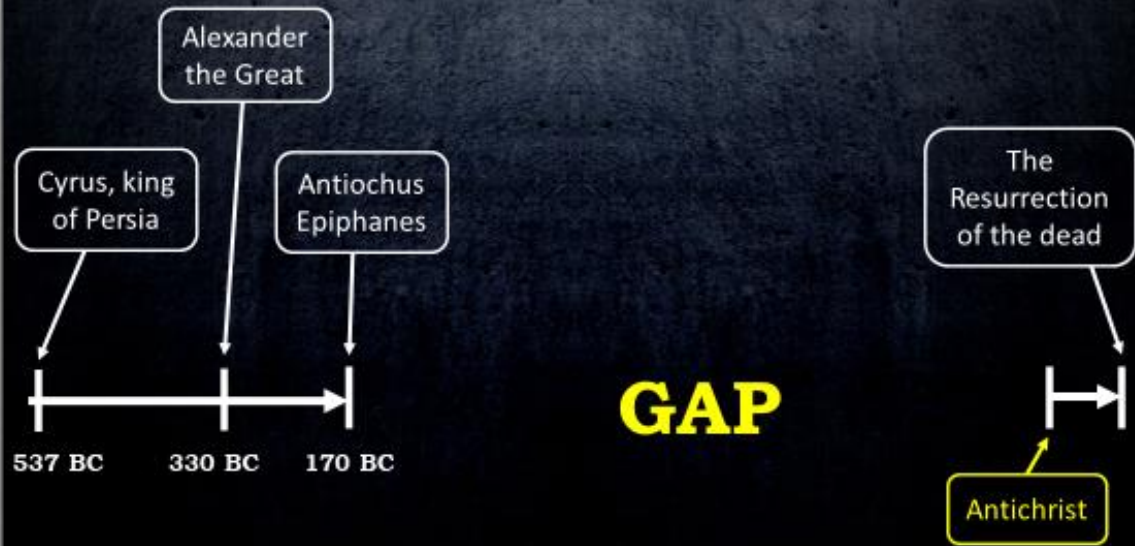 Alexander
the Great
Cyrus, king
of Persia
Antiochus
Epiphanes
The
Resurrection
of the dead
GAP
537 BC
330 BC
170 BC
Antichrist